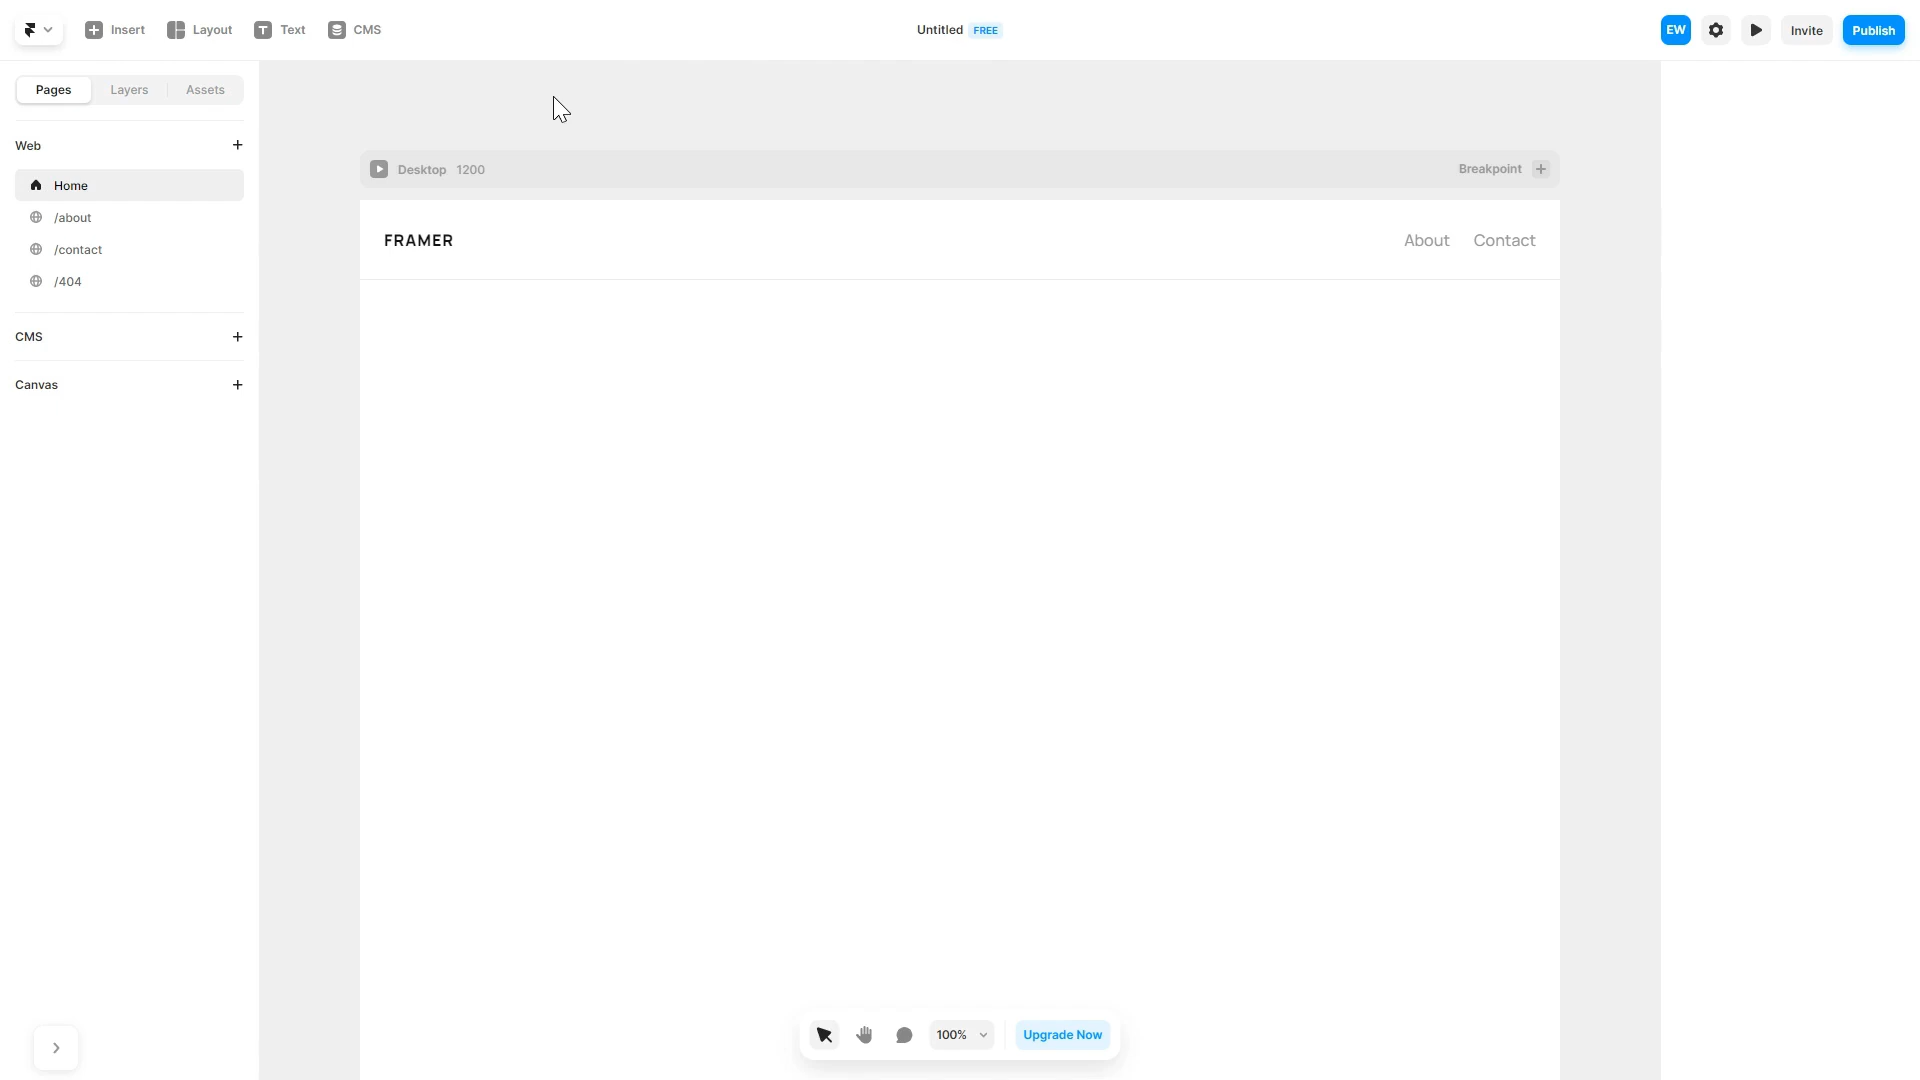 Insert Layout Text CMS Untitled FREE EW Invite Publish
Pages Layers Assets
Web
Home
/about
/contact
/404
CMS
Canvas
Desktop 1200 Breakpoint
FRAMER About Contact
100% Upgrade Now